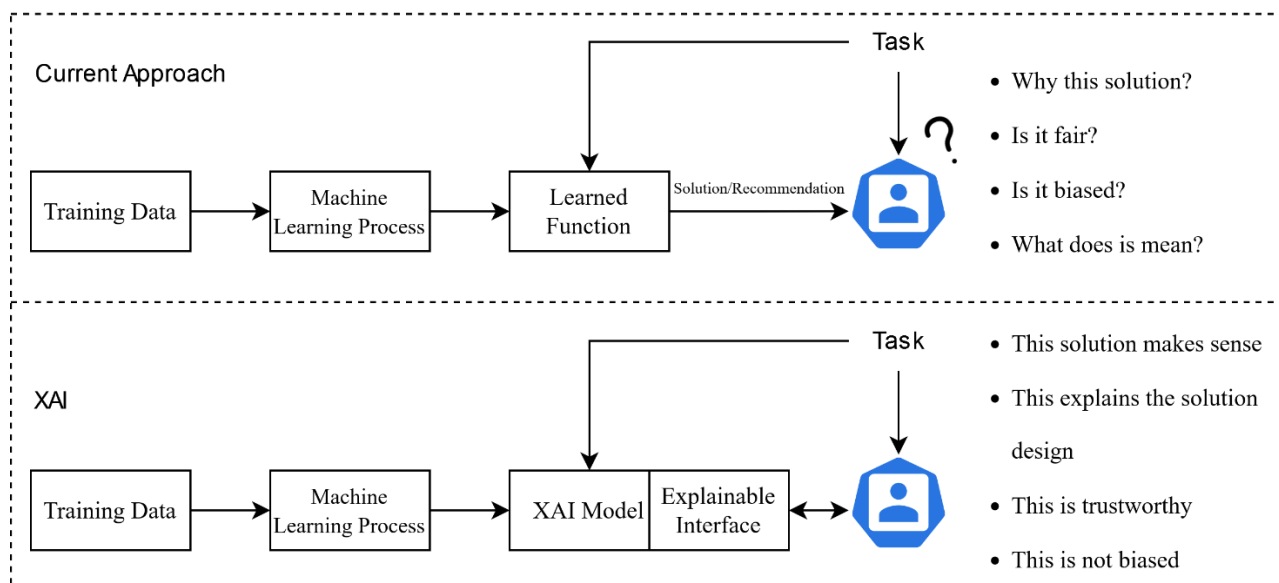 Task
Current Approach
• Why this solution?
?
• Is it fair?
Training Data
Machine
Learning Process
Learned
Function
Solution/Recommendation
• Is it biased?
• What does is mean?
Task
• This solution makes sense
XAI
• This explains the solution
design
Training Data
Machine
Learning Process
XAI Model
Explainable
Interface
• This is trustworthy
• This is not biased